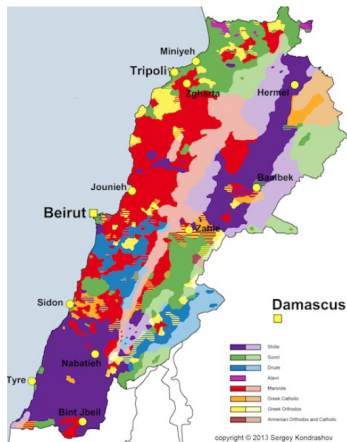 Miniyeh
Tripoli
Zgharta
Hermel
Baalbek
Jounieh
Beirut
Zahle
Sidon
Damascus
Nabatieh
Tyre
Bint Jbeil
Shiite
Sunni
Druze
Alawi
Maronite
Greek Catholic
Greek Orthodox
Armenian Orthodox and Catholic
copyright © 2013 Sergey Kondrashov